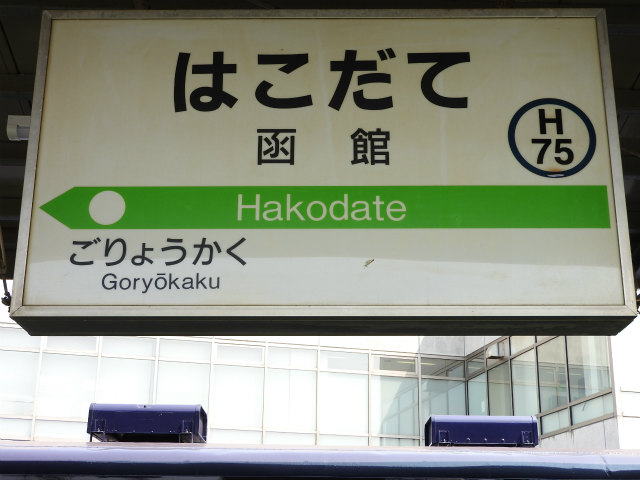 はこだて
函館
H
75
Hakodate
ごりょうかく
Goryōkaku